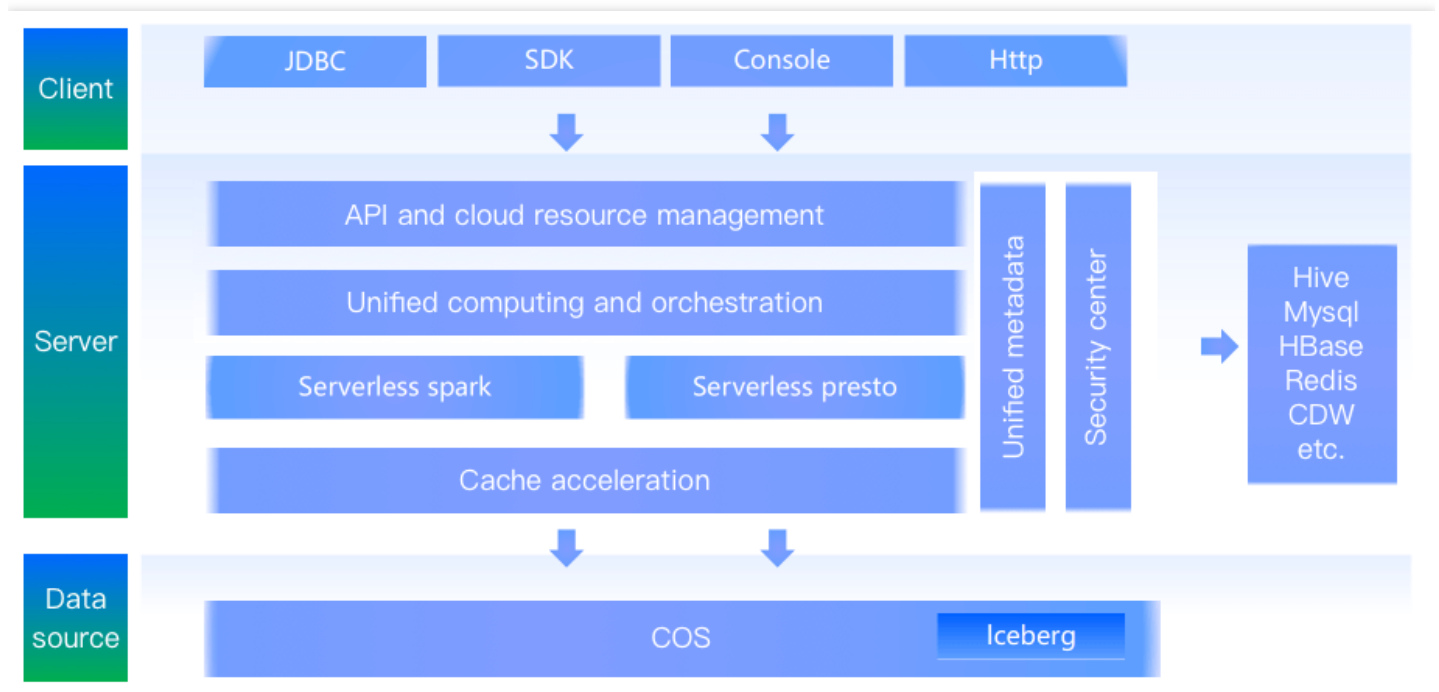 Client
JDBC
SDK
Console
Http
Server
API and cloud resource management
Unified computing and orchestration
Serverless spark
Serverless presto
Cache acceleration
Unified metadata
Security center
Hive
Mysql
HBase
Redis
CDW
etc.
Data
source
COS
Iceberg